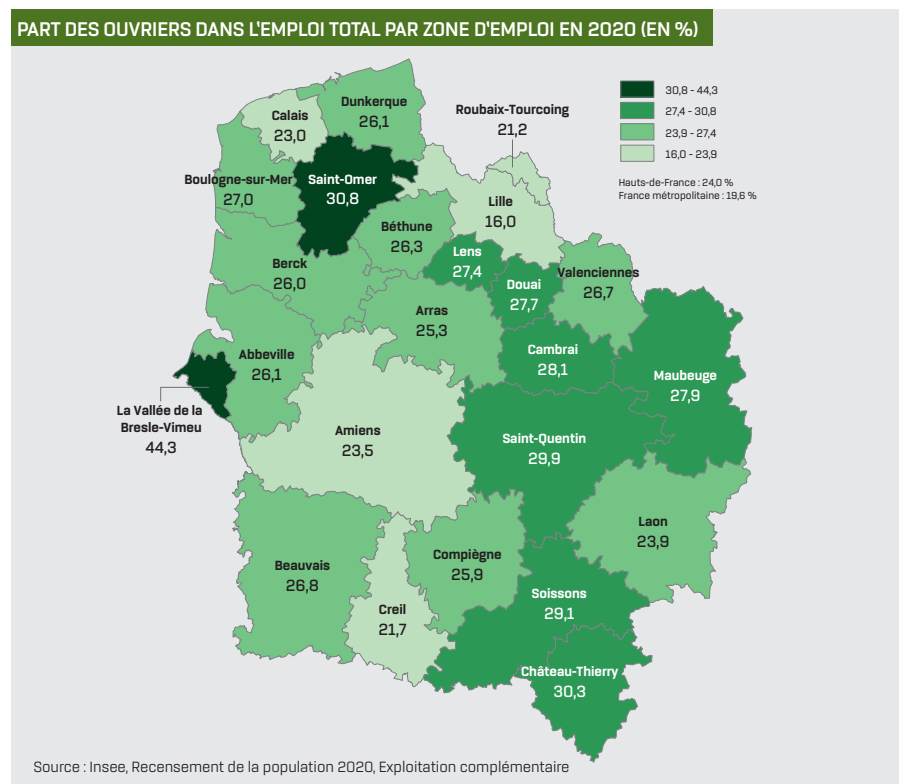 PART DES OUVRIERS DANS L'EMPLOI TOTAL PAR ZONE D'EMPLOI EN 2020 (EN %)
30,8 - 44,3
27,4 - 30,8
23,9 - 27,4
16,0 - 23,9
Hauts-de-France : 24,0 %
France métropolitaine : 19,6 %
Dunkerque
26,1
Calais
23,0
Roubaix-Tourcoing
21,2
Boulogne-sur-Mer
27,0
Saint-Omer
30,8
Lille
16,0
Béthune
26,3
Lens
27,4
Berck
26,0
Douai
27,7
Valenciennes
26,7
Arras
25,3
Abbeville
26,1
Cambrai
28,1
Maubeuge
27,9
La Vallée de la
Bresle-Vimeu
44,3
Amiens
23,5
Saint-Quentin
29,9
Laon
23,9
Beauvais
26,8
Compiègne
25,9
Soissons
29,1
Creil
21,7
Château-Thierry
30,3
Source : Insee, Recensement de la population 2020, Exploitation complémentaire